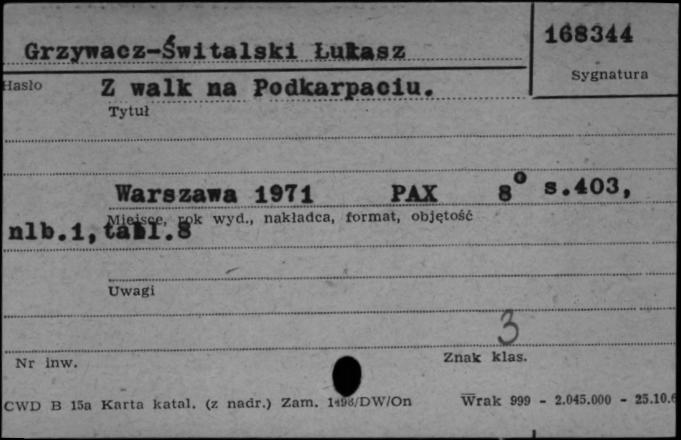 Grzywacz-Świtalski Łukasz
168344
Sygnatura
Hasło Z walk na Podkarpaciu.
Tytuł
Warszawa 1971 PAX 8° s.403,
Miejsce, rok wyd., nakładca, format, objętość
nlb.1, tabl.8
Uwagi
3
Nr inw. Znak klas.
CWD B 15a Karta katal. (z nadr.) Zam. /DW/On Wrak 999 - 2.045.000 - 25.10.